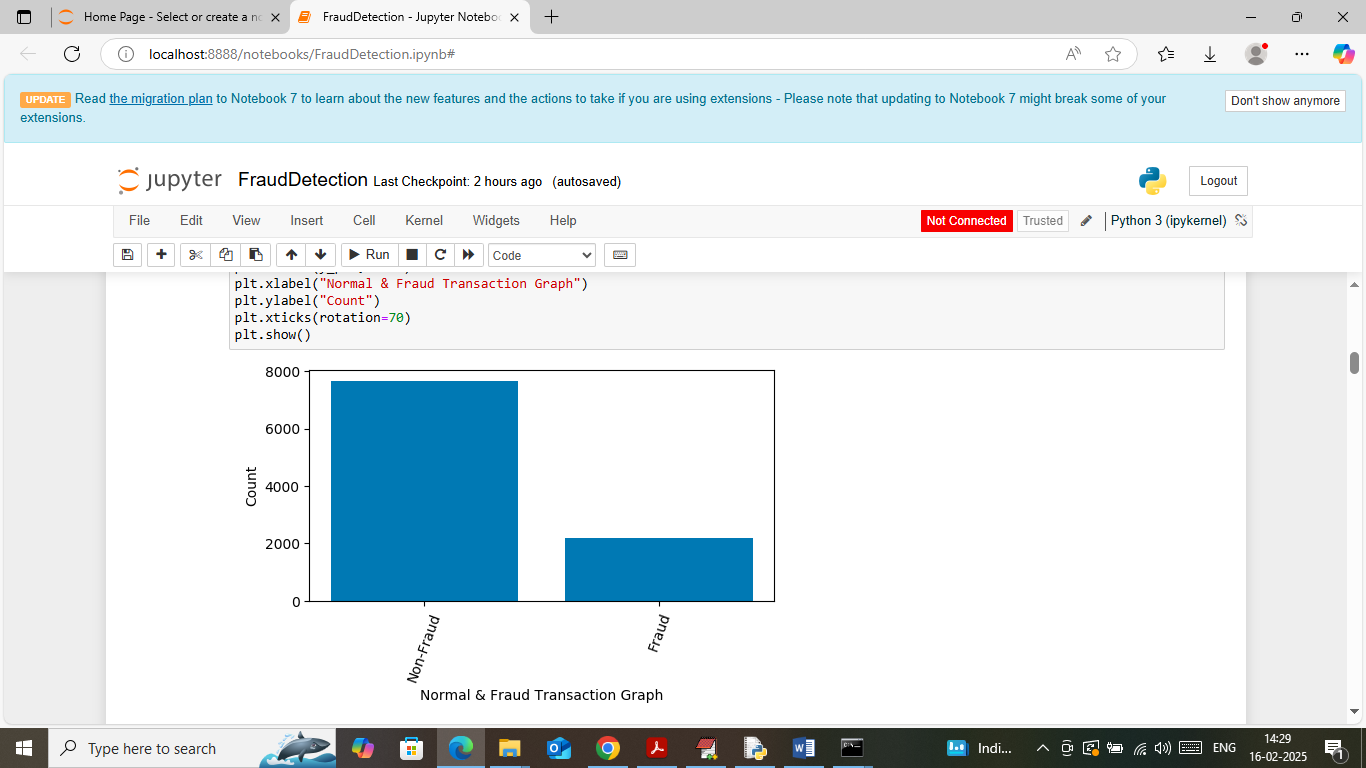 Home Page - Select or create a n
FraudDetection - Jupyter Notebo
localhost:8888/notebooks/FraudDetection.ipynb#
UPDATE Read the migration plan to Notebook 7 to learn about the new features and the actions to take if you are using extensions - Please note that updating to Notebook 7 might break some of your
extensions.
Don't show anymore
jupyter FraudDetection Last Checkpoint: 2 hours ago (autosaved)
Logout
File Edit View Insert Cell Kernel Widgets Help
Not Connected Trusted Python 3 (ipykernel)
Run Code
plt.xlabel("Normal & Fraud Transaction Graph")
plt.ylabel("Count")
plt.xticks(rotation=70)
plt.show()
8000
6000
4000
2000
0
Count
Non-Fraud
Fraud
Normal & Fraud Transaction Graph
Type here to search
Indi...
ENG
14:29
16-02-2025
1